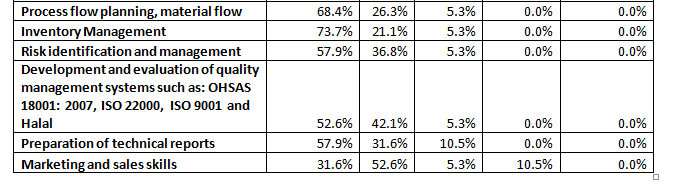 Process flow planning, material flow 68.4% 26.3% 5.3% 0.0% 0.0%
Inventory Management 73.7% 21.1% 5.3% 0.0% 0.0%
Risk identification and management 57.9% 36.8% 5.3% 0.0% 0.0%
Development and evaluation of quality
management systems such as: OHSAS
18001: 2007, ISO 22000, ISO 9001 and
Halal 52.6% 42.1% 5.3% 0.0% 0.0%
Preparation of technical reports 57.9% 31.6% 10.5% 0.0% 0.0%
Marketing and sales skills 31.6% 52.6% 5.3% 10.5% 0.0%